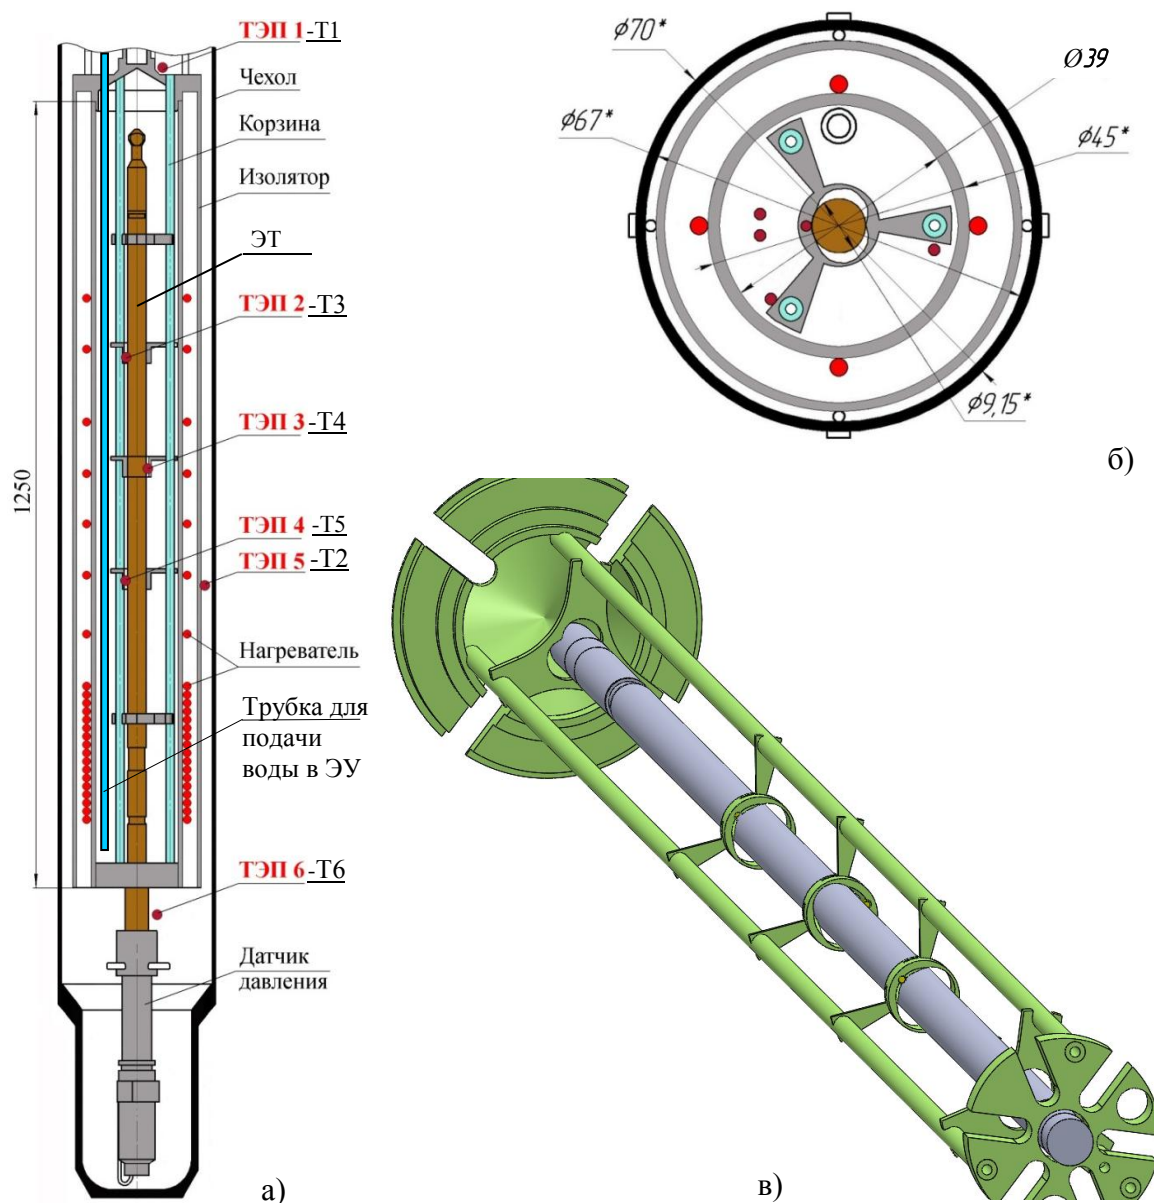 ТЭП 1 -Т1
Чехол
Корзина
Изолятор
ЭТ
ТЭП 2 -Т3
ТЭП 3 -Т4
1250
ТЭП 4 -Т5
ТЭП 5 -Т2
Нагреватель
Трубка для
подачи
воды в ЭУ
ТЭП 6 -Т6
Датчик
давления
а)
ϕ70*
Ø39
ϕ67*
ϕ45*
ϕ9,15*
б)
в)